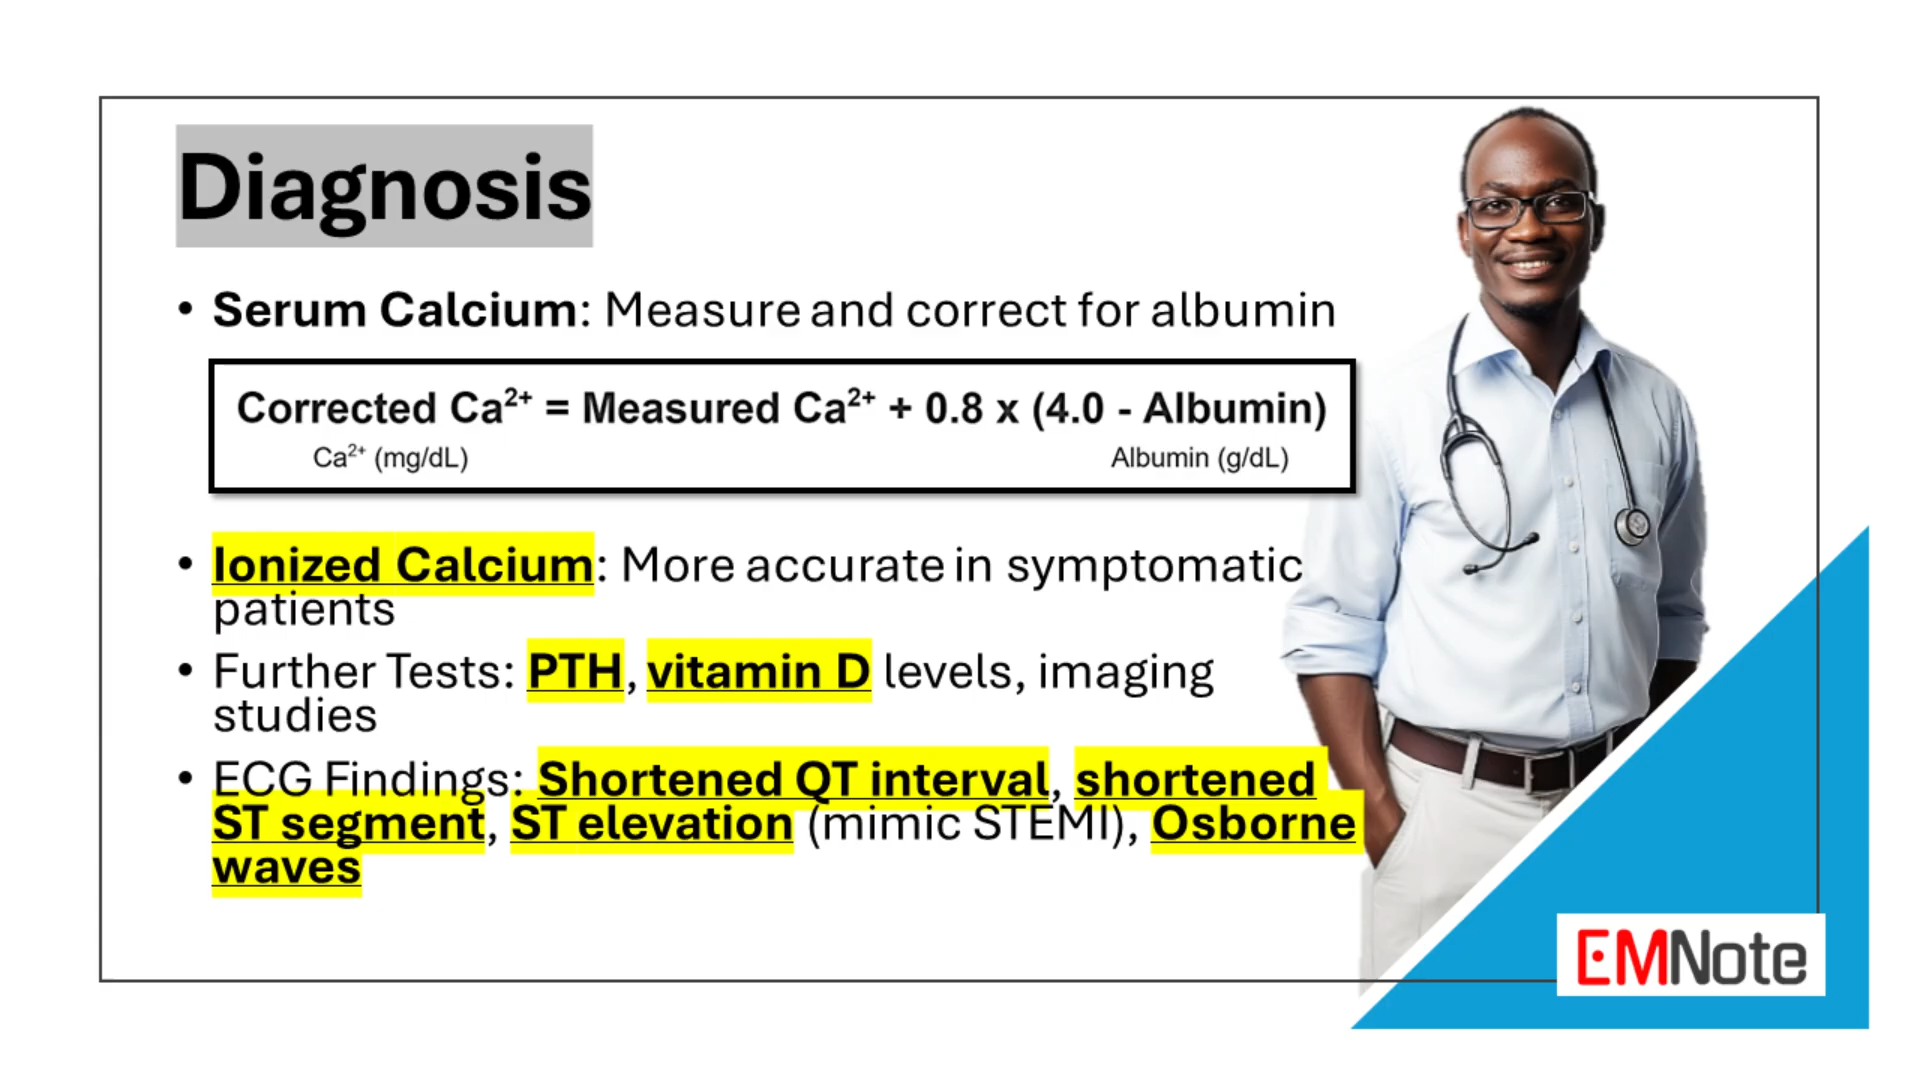 Diagnosis
• Serum Calcium: Measure and correct for albumin
Corrected Ca²⁺ = Measured Ca²⁺ + 0.8 x (4.0 - Albumin)
Ca²⁺ (mg/dL) Albumin (g/dL)
• Ionized Calcium: More accurate in symptomatic
patients
• Further Tests: PTH, vitamin D levels, imaging
studies
• ECG Findings: Shortened QT interval, shortened
ST segment, ST elevation (mimic STEMI), Osborne
waves
EMNote